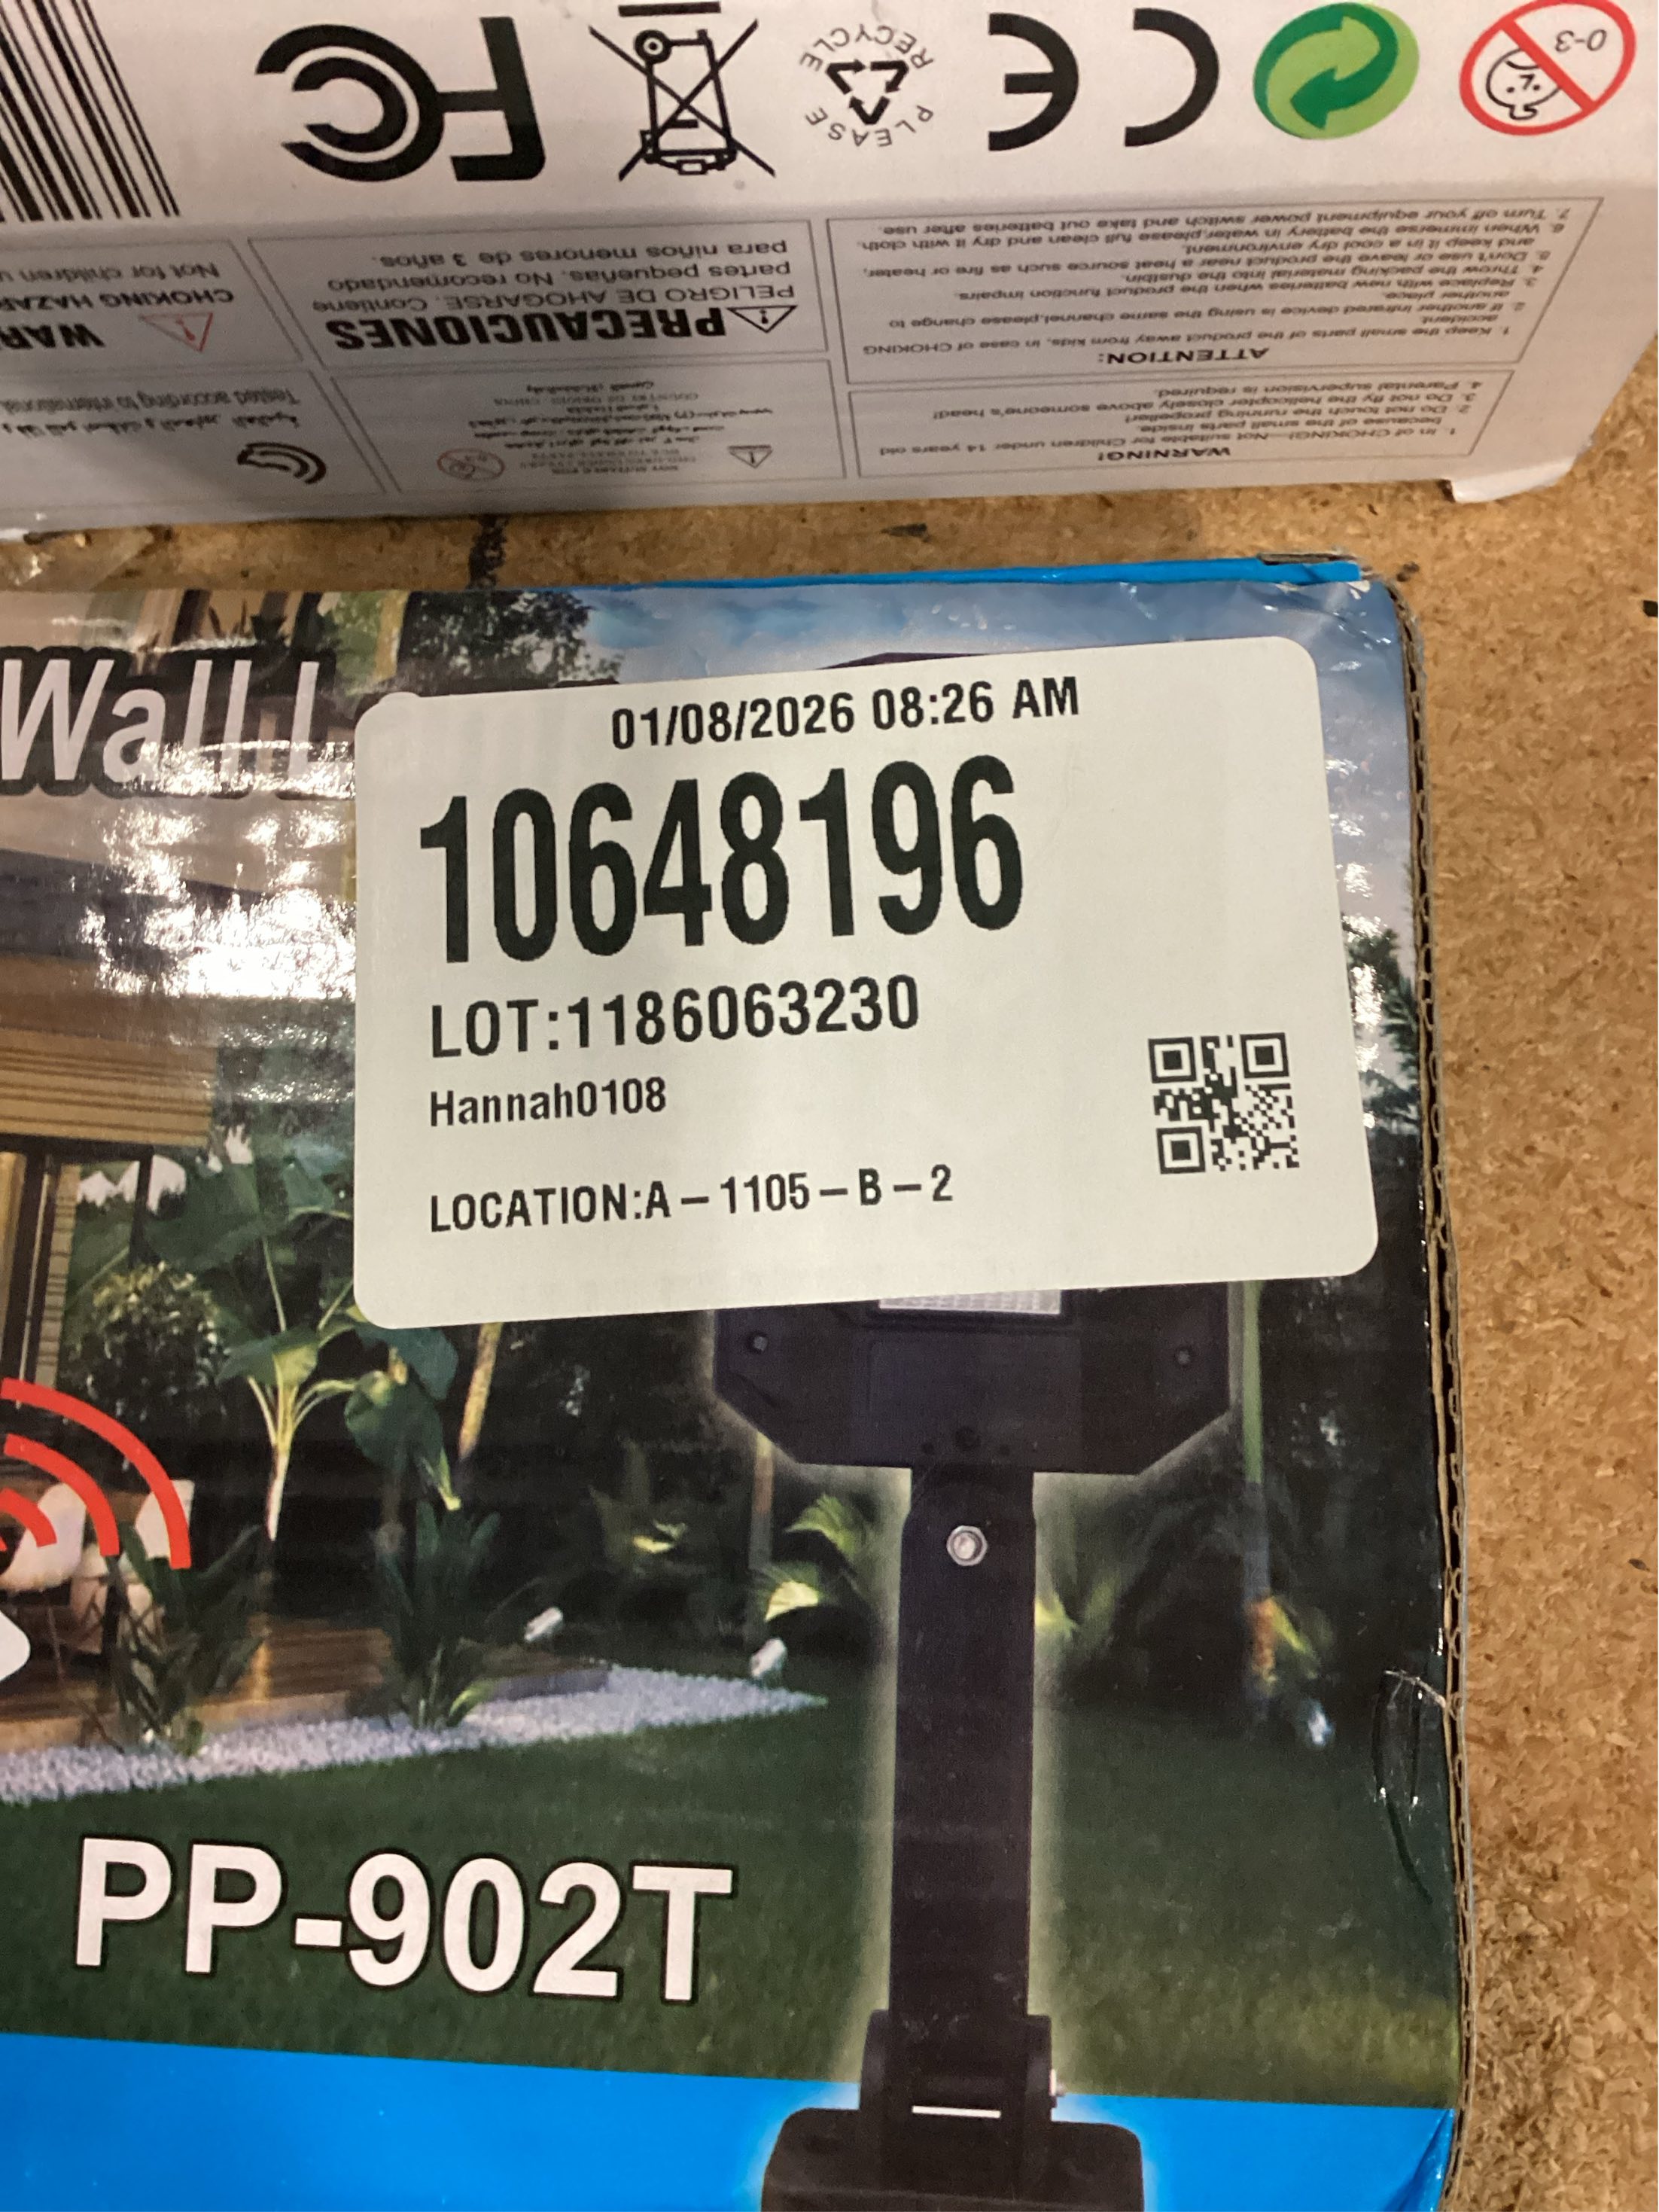 0-3
PLEASE RECYCLE
7. Turn off your equipment power switch and take out batteries after use.
6. When immerse the battery in water,please full clean and dry it with cloth.
and keep it in a cool dry environment.
5. Don't use or leave the product near a heat source such as fire or heater,
4. Throw the packing material into the dustbin.
3. Replace with new batteries when the product function impairs.
another place.
2. If another infrared device is using the same channel,please change to
accident.
1. Keep the small parts of the product away from kids, in case of CHOKING
ATTENTION:
4. Parental supervision is required.
3. Do not fly the helicopter closely above someone's head!
2. Do not touch the running propeller!
because of the small parts inside.
1. In of CHOKING!—Not suitable for Children under 14 years old
WARNING!
para niños menores de 3 años.
partes pequeñas. No recomendado
PELIGRO DE AHOGARSE. Contiene
PRECAUCIONES
Not for children
CHOKING HAZAR
WAR
Tested according to international
Wall L
01/08/2026 08:26 AM
10648196
LOT:1186063230
Hannah0108
LOCATION:A – 1105 – B – 2
PP-902T